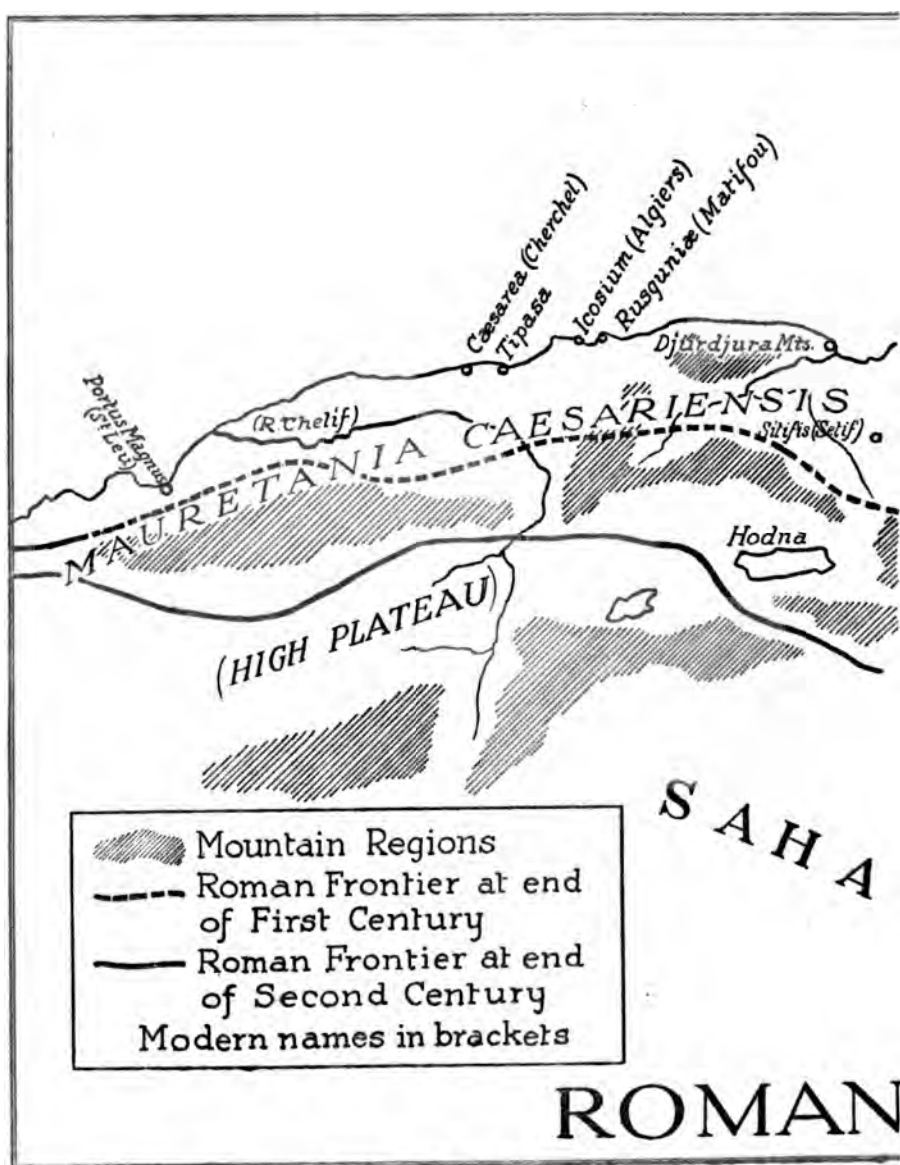 Cæsarea (Cherchel)
Tipasa
Icosium (Algiers)
Rusguniæ (Matifou)
Djurdjura Mts.
Portus Magnus
(St Leu)
(R. Chelif)
MAURETANIA CAESARIENSIS
Sitifis (Setif)
Hodna
(HIGH PLATEAU)
SAHA
Mountain Regions
Roman Frontier at end
of First Century
Roman Frontier at end
of Second Century
Modern names in brackets
ROMAN